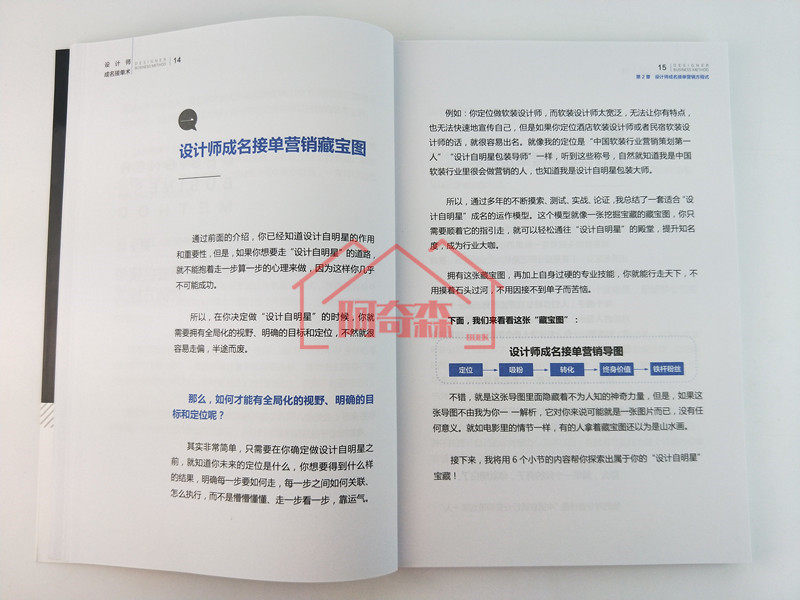 设计师
成名接单术
DESIGNER
BUSINESS METHOD
14
一
设计师成名接单营销藏宝图
通过前面的介绍，你已经知道设计自明星的作用
和重要性，但是，如果你想要走“设计自明星”的道路，
就不能抱着走一步算一步的心理来做，因为这样你几乎
不可能成功。
所以，在你决定做“设计自明星”的时候，你就
需要拥有全局化的视野、明确的目标和定位，不然就很
容易走偏，半途而废。
那么，如何才能有全局化的视野、明确的目
标和定位呢？
其实非常简单，只需要在你确定做设计自明星之
前，就知道你未来的定位是什么，你想要得到什么样
的结果，明确每一步要如何走，每一步之间如何关联、
怎么执行，而不是懵懵懂懂、走一步看一步，靠运气。
15
DESIGNER
BUSINESS METHOD
第2章 设计师成名接单营销方程式
例如：你定位做软装设计师，而软装设计师太宽泛，无法让你有特点，
也无法快速地宣传自己，但是如果你定位酒店软装设计师或者民宿软装设
计师的话，就很容易出名。就像我的定位是“中国软装行业营销策划第一
人”“设计自明星包装导师”一样，听到这些称号，自然就知道我是中国
软装行业里很会做营销的人，也知道我是设计自明星包装大师。
所以，通过多年的不断摸索、测试、实战、论证，我总结了一套适合“设
计自明星”成名的运作模型。这个模型就像一张挖掘宝藏的藏宝图，你只
需要顺着它的指引走，就可以轻松通往“设计自明星”的殿堂，提升知名
度，成为行业大咖。
拥有这张藏宝图，再加上自身过硬的专业技能，你就能行走天下，不
用摸着石头过河，不用因接不到单子而苦恼。
下面，我们来看看这张“藏宝图”：
设计师成名接单营销导图
定位 吸粉 转化 终身价值 铁杆粉丝
不错，就是这张导图里面隐藏着不为人知的神奇力量，但是，如果这
张导图不由我为你一一解析，它对你来说可能就是一张图片而已，没有任
何意义。就如电影里的情节一样，有的人拿着藏宝图还以为是山水画。
接下来，我将用6个小节的内容帮你探索出属于你的“设计自明星”
宝藏！
阿奇森